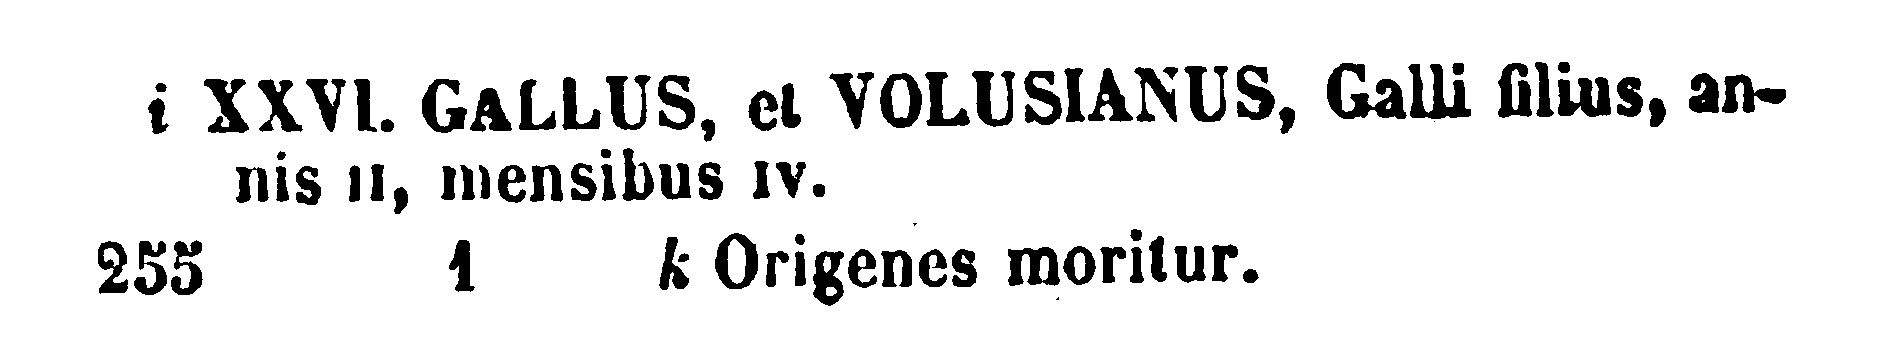 i XXVI. GALLUS, et VOLUSIANUS, Galli filius, an-
nis II, mensibus IV.
255 1 k Origenes moritur.